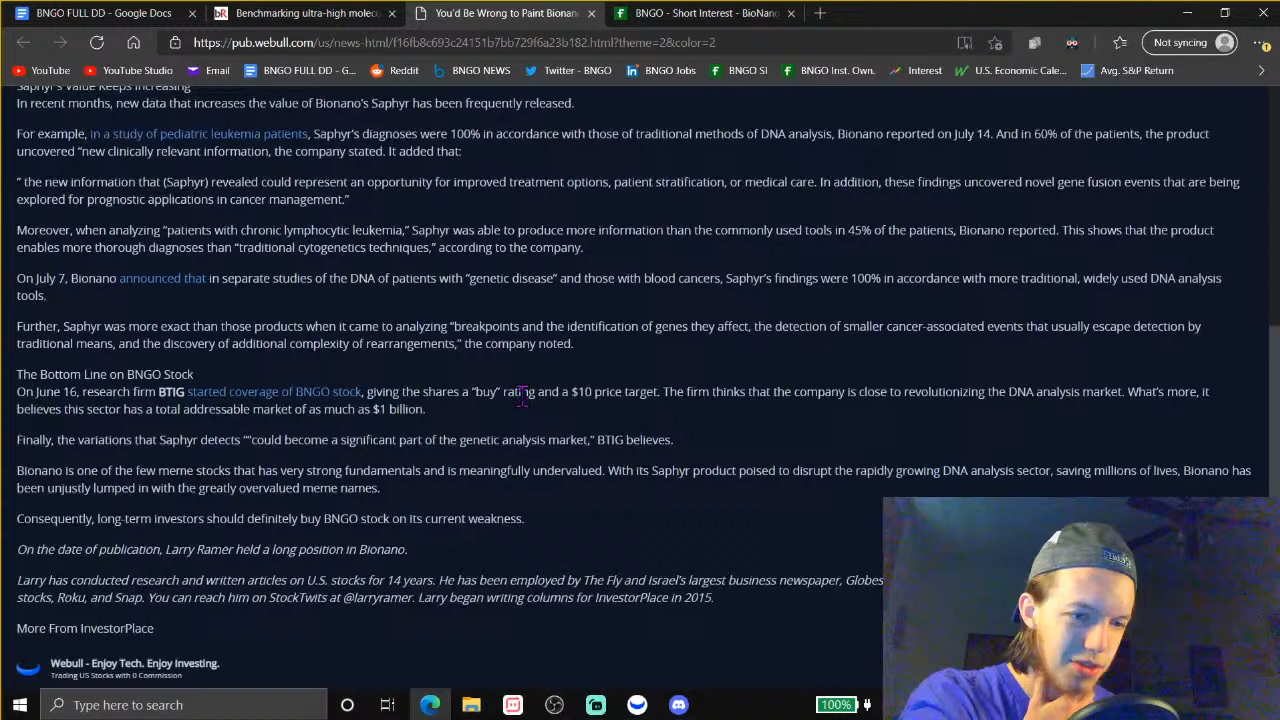 BNGO FULL DD - Google Docs
Benchmarking ultra-high molecu
You'd Be Wrong to Paint Bionan
BNGO - Short Interest - BioNano
https://pub.webull.com/us/news-html/f16fb8c693c24151b7bb729f6a23b182.html?theme=2&color=2
Not syncing
YouTube
YouTube Studio
Email
BNGO FULL DD - G...
Reddit
BNGO NEWS
Twitter - BNGO
BNGO Jobs
BNGO SI
BNGO Inst. Own.
Interest
U.S. Economic Cale...
Avg. S&P Return
Saphyr's Value Keeps Increasing
In recent months, new data that increases the value of Bionano's Saphyr has been frequently released.
For example, in a study of pediatric leukemia patients, Saphyr's diagnoses were 100% in accordance with those of traditional methods of DNA analysis, Bionano reported on July 14. And in 60% of the patients, the product
uncovered “new clinically relevant information, the company stated. It added that:
“ the new information that (Saphyr) revealed could represent an opportunity for improved treatment options, patient stratification, or medical care. In addition, these findings uncovered novel gene fusion events that are being
explored for prognostic applications in cancer management.”
Moreover, when analyzing “patients with chronic lymphocytic leukemia,” Saphyr was able to produce more information than the commonly used tools in 45% of the patients, Bionano reported. This shows that the product
enables more thorough diagnoses than “traditional cytogenetics techniques,” according to the company.
On July 7, Bionano announced that in separate studies of the DNA of patients with “genetic disease” and those with blood cancers, Saphyr's findings were 100% in accordance with more traditional, widely used DNA analysis
tools.
Further, Saphyr was more exact than those products when it came to analyzing “breakpoints and the identification of genes they affect, the detection of smaller cancer-associated events that usually escape detection by
traditional means, and the discovery of additional complexity of rearrangements,” the company noted.
The Bottom Line on BNGO Stock
On June 16, research firm BTIG started coverage of BNGO stock, giving the shares a “buy” rating and a $10 price target. The firm thinks that the company is close to revolutionizing the DNA analysis market. What's more, it
believes this sector has a total addressable market of as much as $1 billion.
Finally, the variations that Saphyr detects ““could become a significant part of the genetic analysis market,” BTIG believes.
Bionano is one of the few meme stocks that has very strong fundamentals and is meaningfully undervalued. With its Saphyr product poised to disrupt the rapidly growing DNA analysis sector, saving millions of lives, Bionano has
been unjustly lumped in with the greatly overvalued meme names.
Consequently, long-term investors should definitely buy BNGO stock on its current weakness.
On the date of publication, Larry Ramer held a long position in Bionano.
Larry has conducted research and written articles on U.S. stocks for 14 years. He has been employed by The Fly and Israel's largest business newspaper, Globes
stocks, Roku, and Snap. You can reach him on StockTwits at @larryramer. Larry began writing columns for InvestorPlace in 2015.
More From InvestorPlace
Webull - Enjoy Tech. Enjoy Investing.
Trading US Stocks with 0 Commission
Type here to search
100%